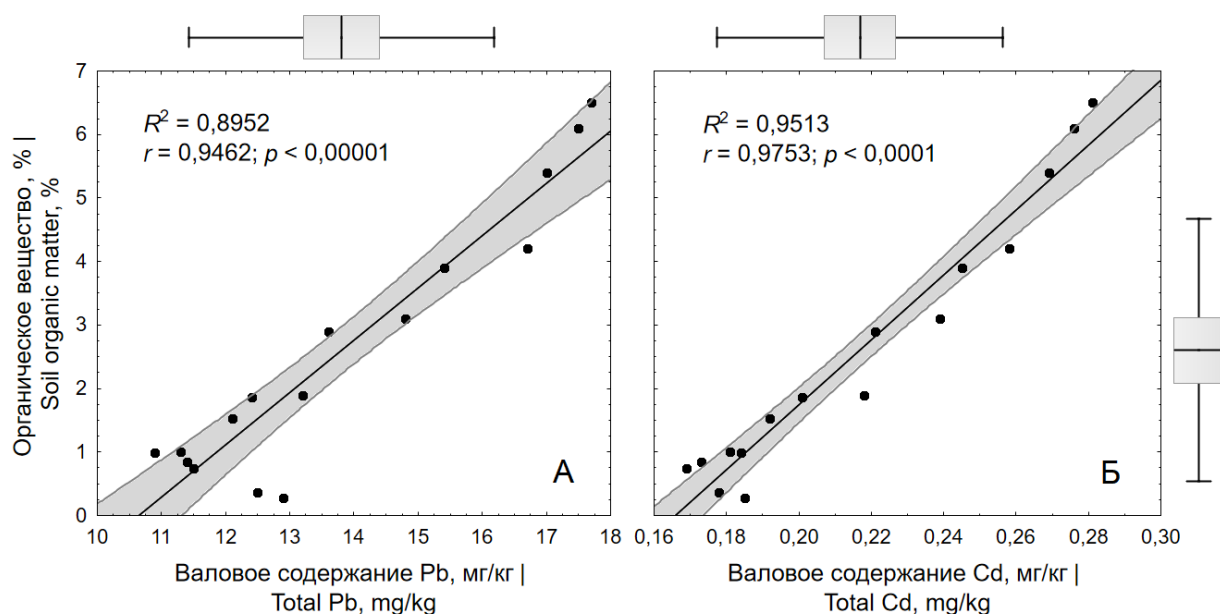 Органическое вещество, % |
Soil organic matter, %
7
6
5
4
3
2
1
0
R² = 0,8952
r = 0,9462; p < 0,00001
А
10 11 12 13 14 15 16 17 18
Валовое содержание Pb, мг/кг |
Total Pb, mg/kg
R² = 0,9513
r = 0,9753; p < 0,0001
Б
0,16 0,18 0,20 0,22 0,24 0,26 0,28 0,30
Валовое содержание Cd, мг/кг |
Total Cd, mg/kg